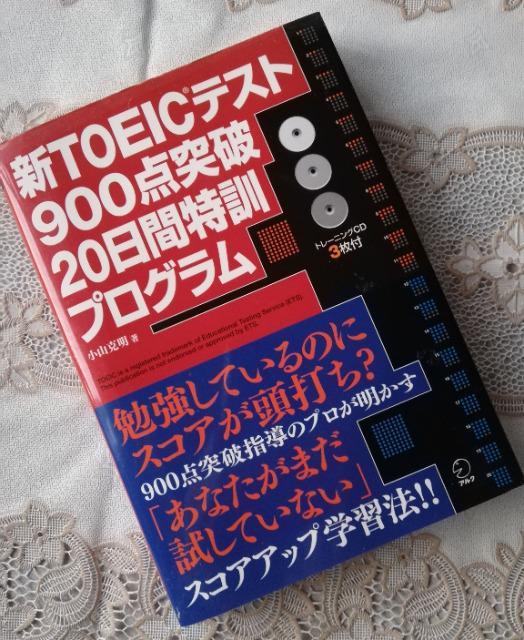 新TOEIC®テスト
900点突破
20日間特訓
プログラム
トレーニングCD
3枚付
小山克明 著
TOEIC is a registered trademark of Educational Testing Service (ETS).
This publication is not endorsed or approved by ETS.
勉強しているのに
スコアが頭打ち?
900点突破指導のプロが明かす
「あなたがまだ
試していない」
スコアアップ学習法!!
アルク